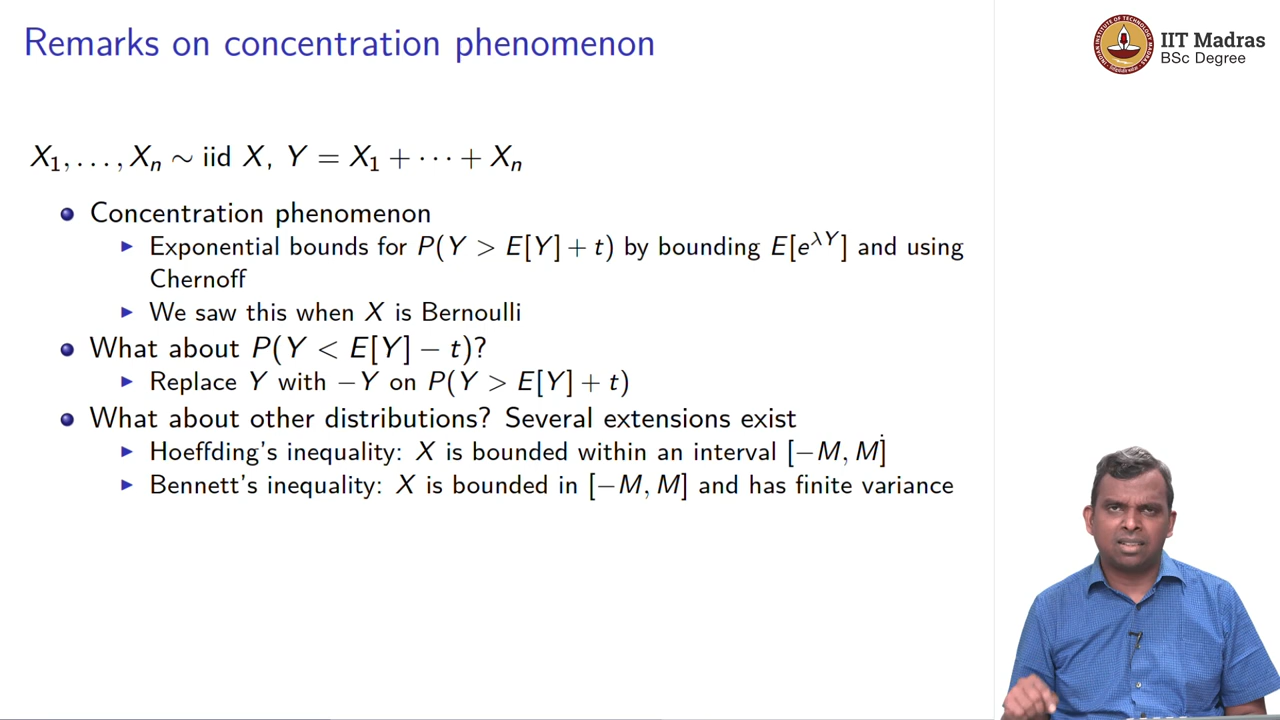 Remarks on concentration phenomenon
IIT Madras
BSc Degree
X₁, . . . , Xₙ ∼ iid X, Y = X₁ + · · · + Xₙ
Concentration phenomenon
Exponential bounds for P(Y > E[Y] + t) by bounding E[e^{λY}] and using
Chernoff
We saw this when X is Bernoulli
What about P(Y < E[Y] − t)?
Replace Y with −Y on P(Y > E[Y] + t)
What about other distributions? Several extensions exist
Hoeffding's inequality: X is bounded within an interval [−M, M]
Bennett's inequality: X is bounded in [−M, M] and has finite variance